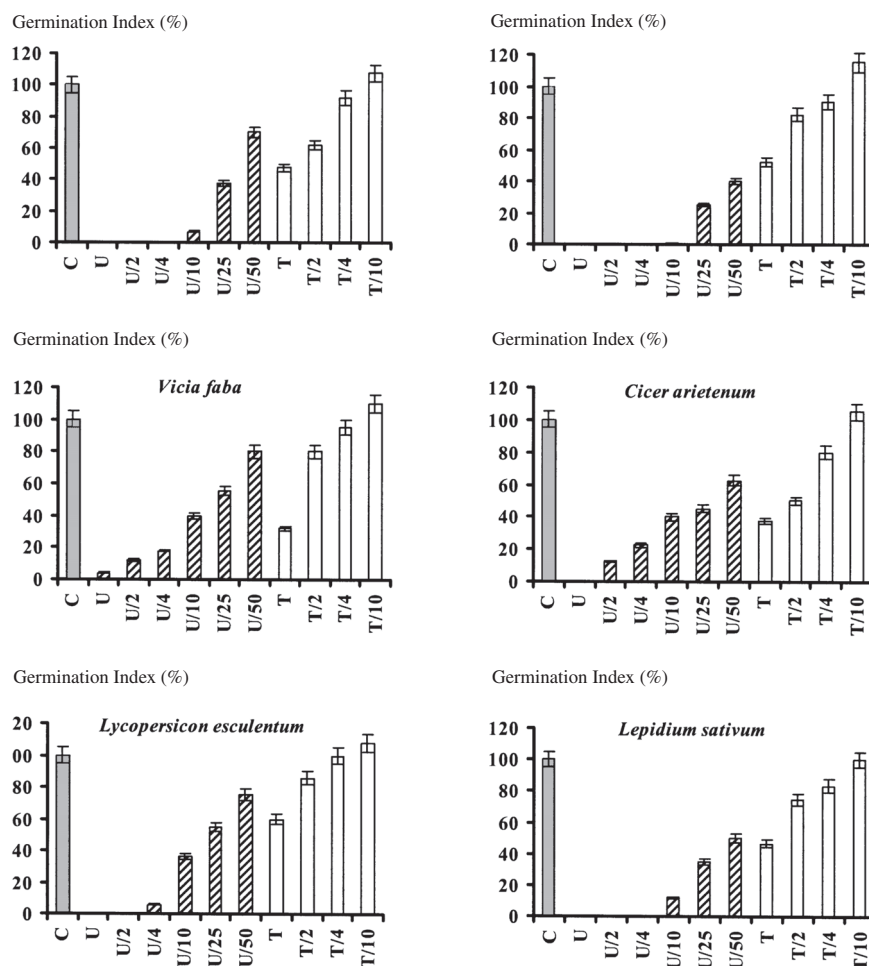 Germination Index (%)
120
100
80
60
40
20
0
C U U/2 U/4 U/10 U/25 U/50 T T/2 T/4 T/10
Germination Index (%)
120
100
80
60
40
20
0
C U U/2 U/4 U/10 U/25 U/50 T T/2 T/4 T/10
Germination Index (%)
Vicia faba
120
100
80
60
40
20
0
C U U/2 U/4 U/10 U/25 U/50 T T/2 T/4 T/10
Germination Index (%)
Cicer arietenum
120
100
80
60
40
20
0
C U U/2 U/4 U/10 U/25 U/50 T T/2 T/4 T/10
Germination Index (%)
Lycopersicon esculentum
20
00
80
60
40
20
0
C U U/2 U/4 U/10 U/25 U/50 T T/2 T/4 T/10
Germination Index (%)
Lepidium sativum
120
100
80
60
40
20
0
C U U/2 U/4 U/10 U/25 U/50 T T/2 T/4 T/10